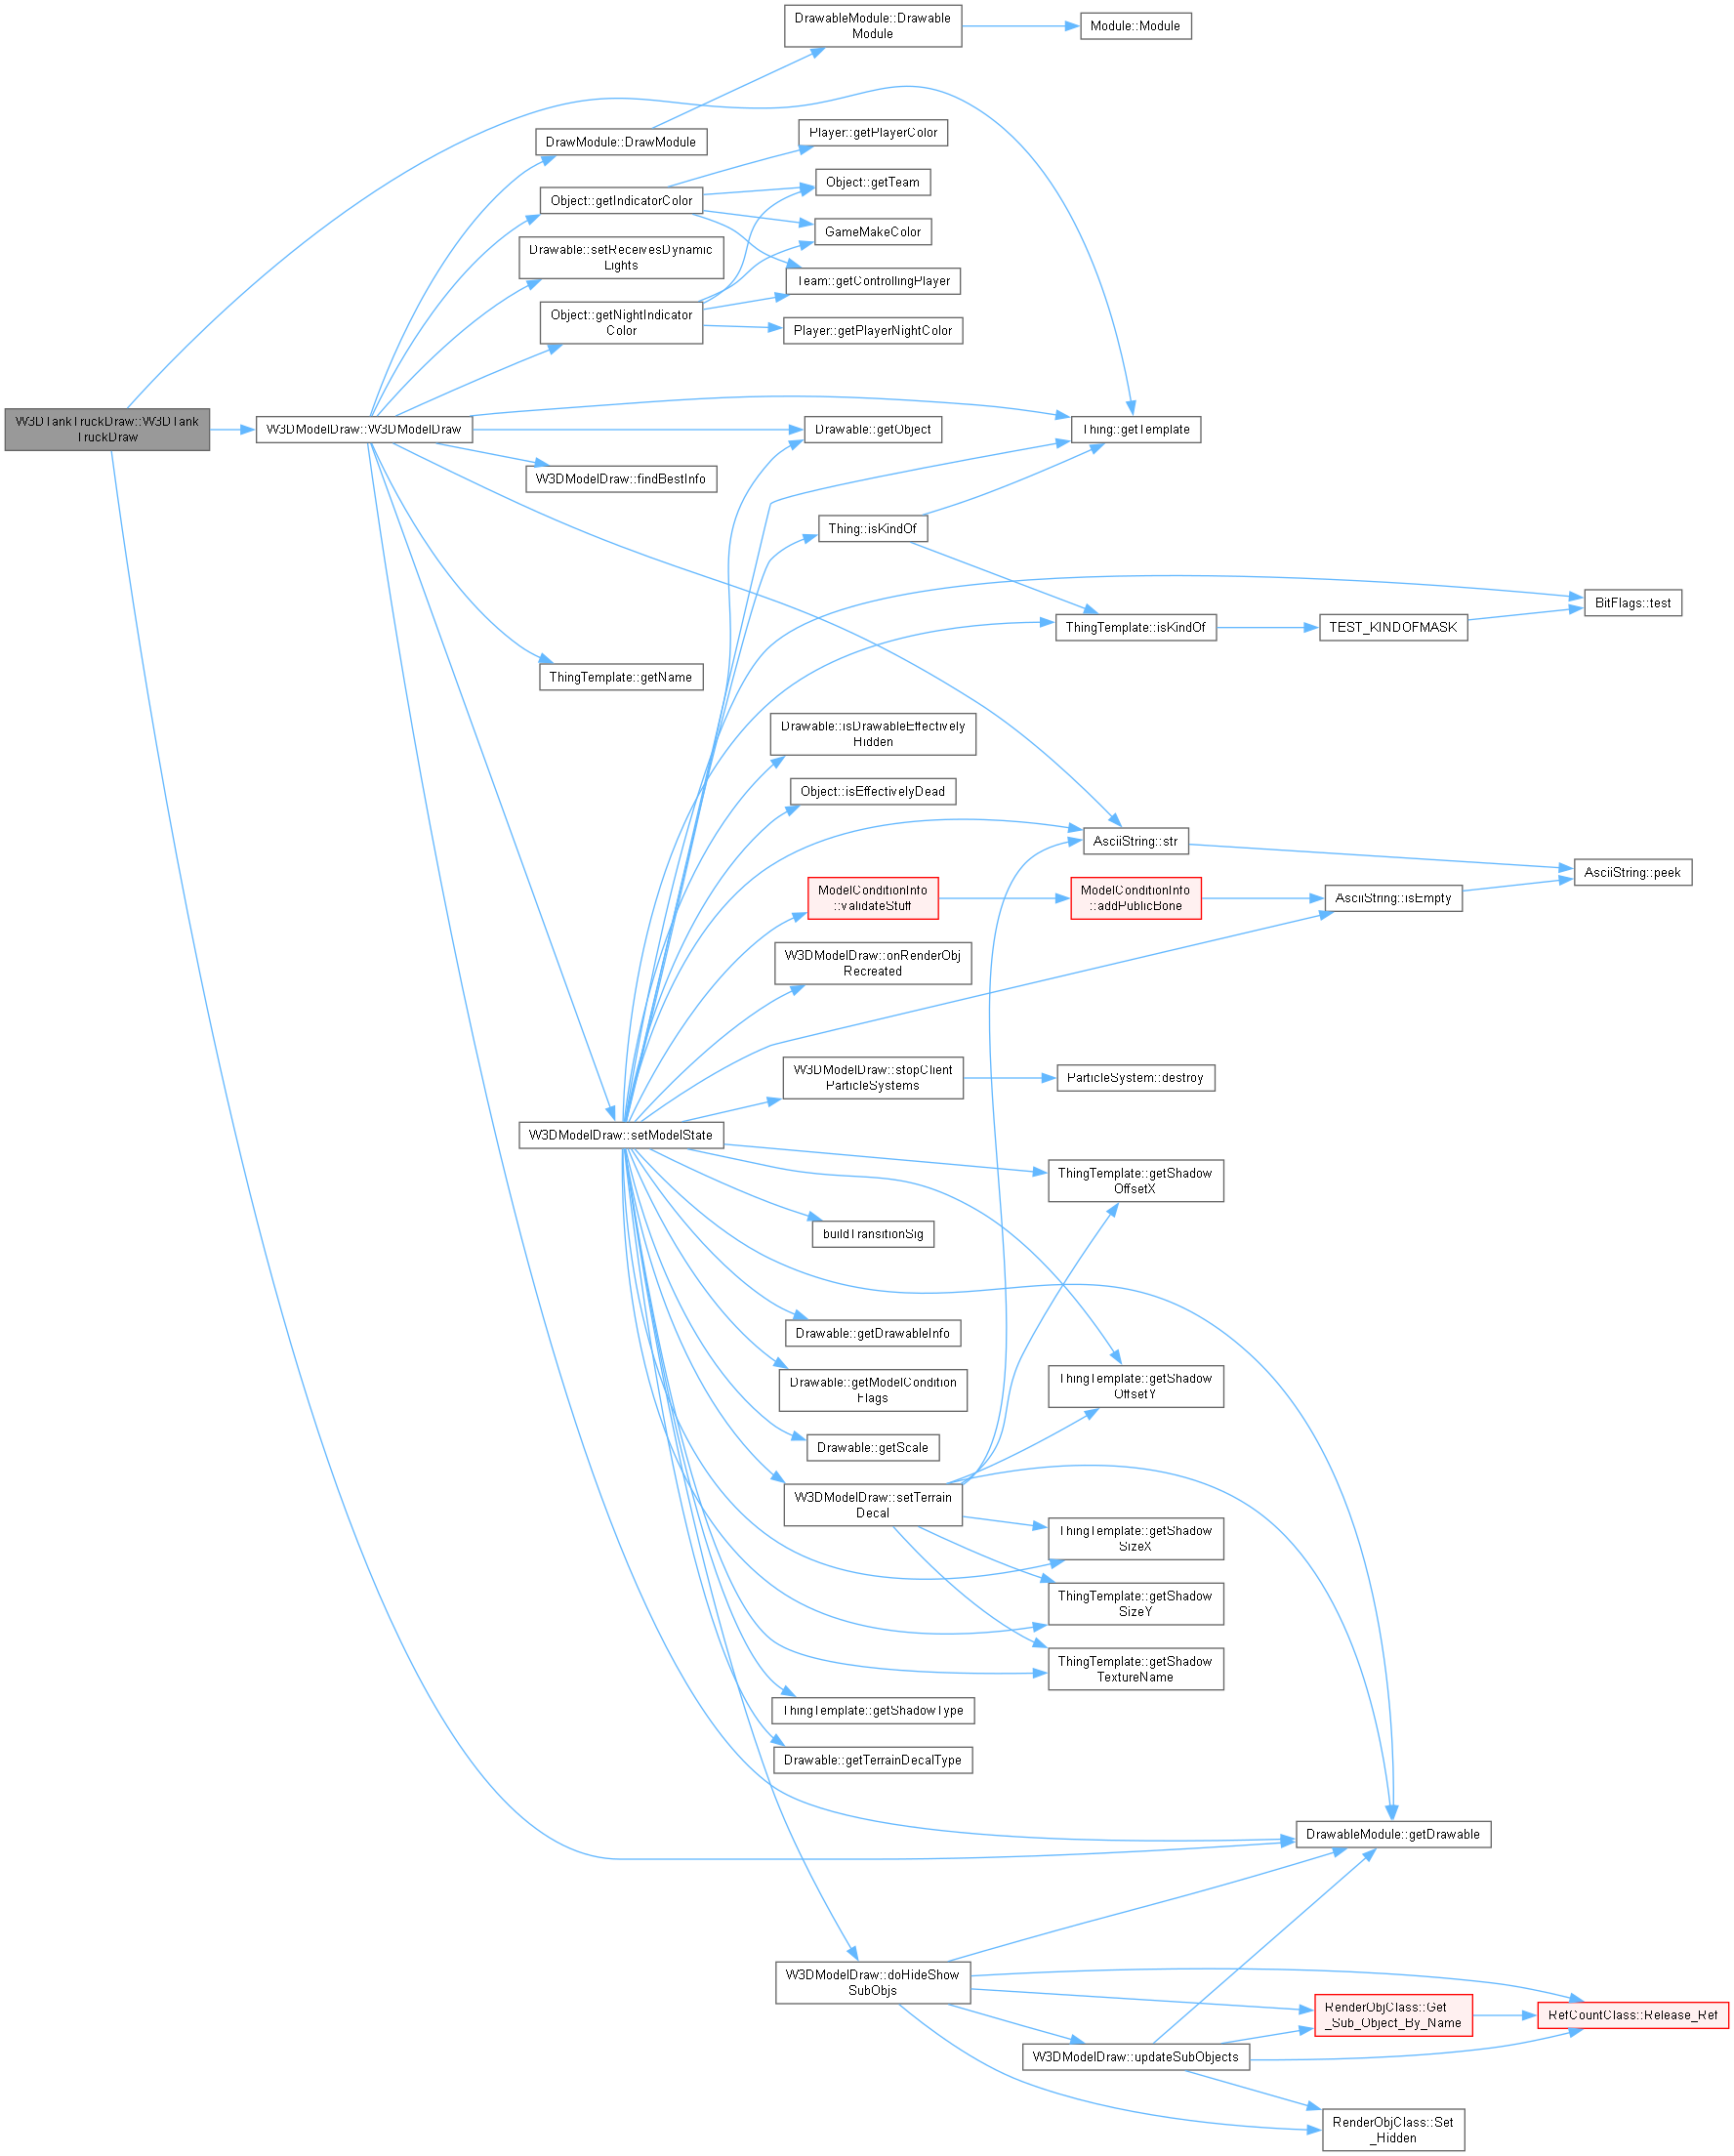 DrawableModule::Drawable
Module
Module::Module
DrawModule::DrawModule
Player::getPlayerColor
Object::getTeam
Object::getIndicatorColor
GameMakeColor
Drawable::setReceivesDynamic
Lights
Team::getControllingPlayer
Object::getNightIndicator
Color
Player::getPlayerNightColor
W3DTankTruckDraw::W3DTank
TruckDraw
W3DModelDraw::W3DModelDraw
Drawable::getObject
Thing::getTemplate
W3DModelDraw::findBestInfo
Thing::isKindOf
BitFlags::test
ThingTemplate::isKindOf
TEST_KINDOFMASK
ThingTemplate::getName
Drawable::isDrawableEffectively
Hidden
Object::isEffectivelyDead
AsciiString::str
AsciiString::peek
ModelConditionInfo
::validateStuff
ModelConditionInfo
::addPublicBone
AsciiString::isEmpty
W3DModelDraw::onRenderObj
Recreated
W3DModelDraw::stopClient
ParticleSystems
ParticleSystem::destroy
W3DModelDraw::setModelState
ThingTemplate::getShadow
OffsetX
buildTransitionSig
Drawable::getDrawableInfo
ThingTemplate::getShadow
OffsetY
Drawable::getModelCondition
Flags
Drawable::getScale
W3DModelDraw::setTerrain
Decal
ThingTemplate::getShadow
SizeX
ThingTemplate::getShadow
SizeY
ThingTemplate::getShadow
TextureName
ThingTemplate::getShadowType
Drawable::getTerrainDecalType
DrawableModule::getDrawable
W3DModelDraw::doHideShow
SubObjs
RenderObjClass::Get
_Sub_Object_By_Name
RefCountClass::Release_Ref
W3DModelDraw::updateSubObjects
RenderObjClass::Set
_Hidden